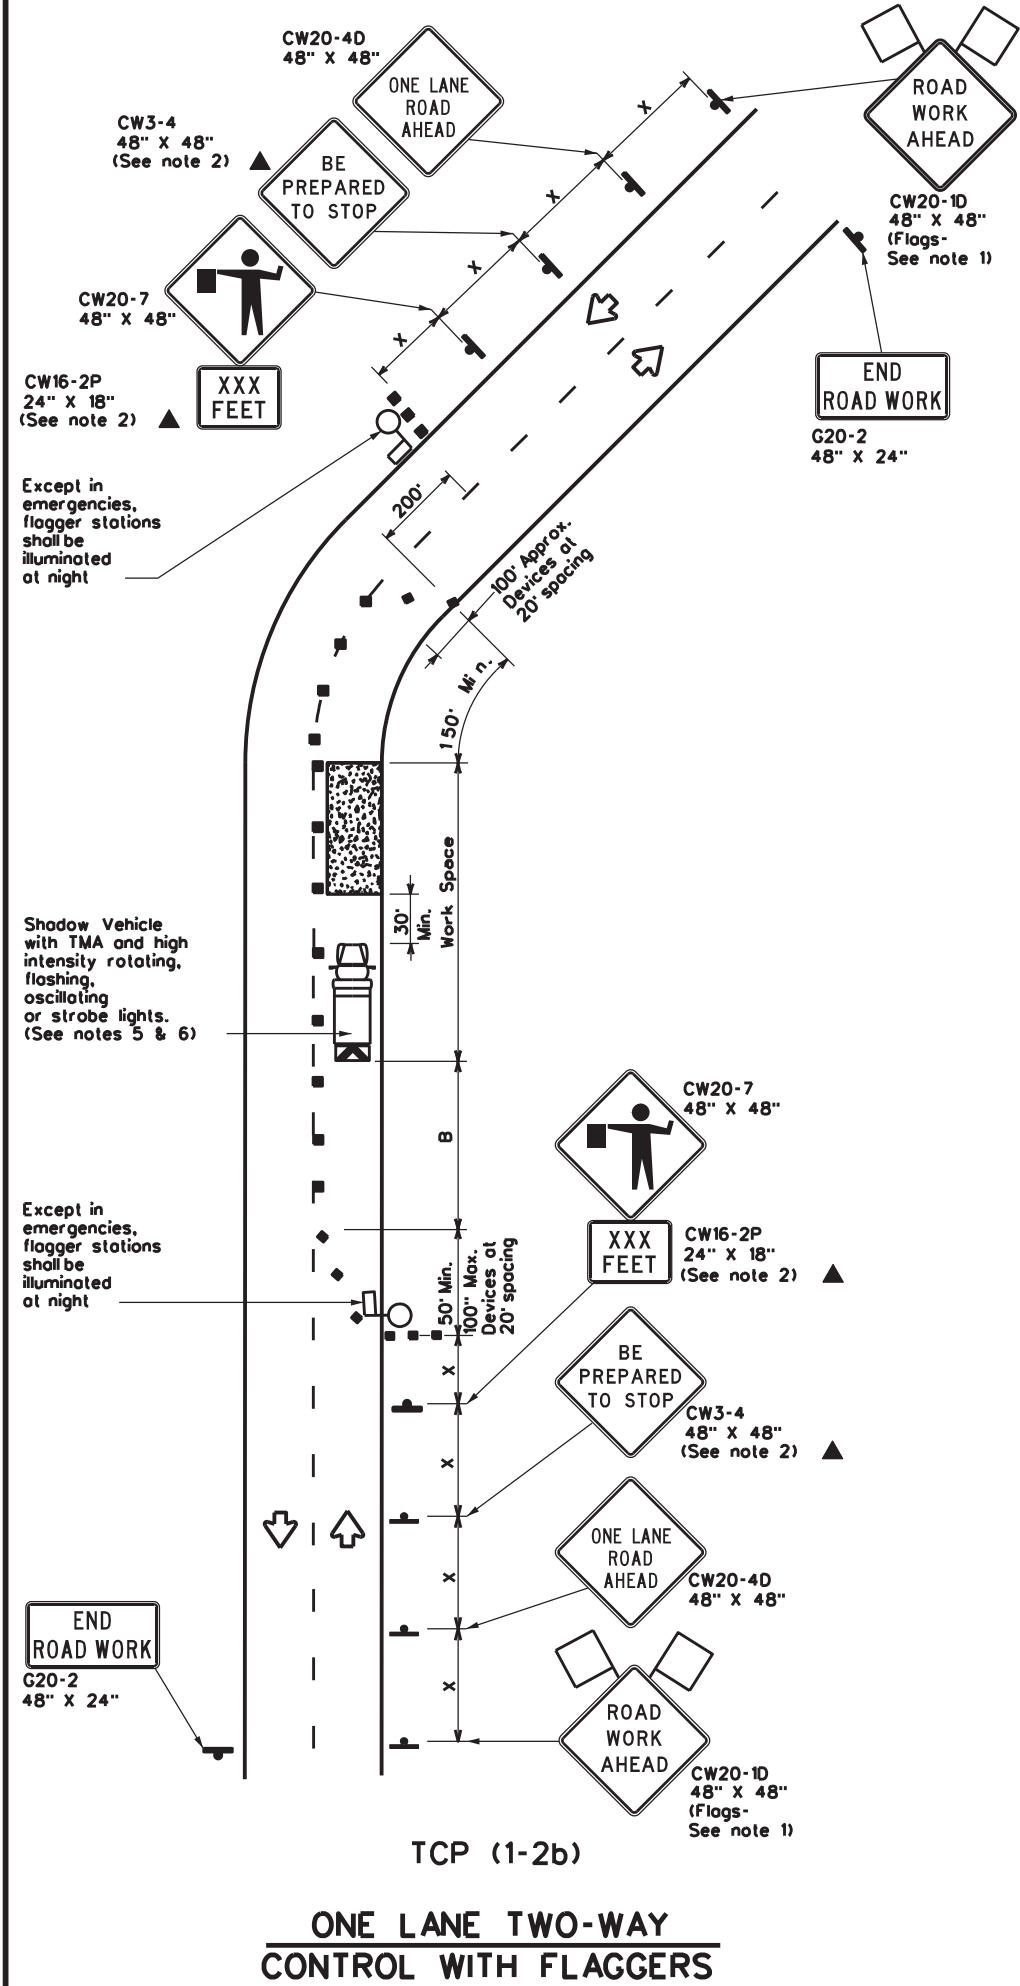 CW20-4D
48" X 48"
ONE LANE
ROAD
AHEAD
ROAD
WORK
AHEAD
CW20-1D
48" X 48"
(Flags-
See note 1)
CW3-4
48" X 48"
(See note 2)
BE
PREPARED
TO STOP
X
X
X
X
CW20-7
48" X 48"
CW16-2P
24" X 18"
(See note 2)
XXX
FEET
END
ROAD WORK
G20-2
48" X 24"
Except in
emergencies,
flagger stations
shall be
illuminated
at night
200'
100' Approx.
Devices at
20' spacing
150' Min.
Work Space
30'
Min.
Shadow Vehicle
with TMA and high
intensity rotating,
flashing,
oscillating
or strobe lights.
(See notes 5 & 6)
B
CW20-7
48" X 48"
XXX
FEET
CW16-2P
24" X 18"
(See note 2)
Except in
emergencies,
flagger stations
shall be
illuminated
at night
50' Min.
100" Max.
Devices at
20' spacing
X
X
X
X
BE
PREPARED
TO STOP
CW3-4
48" X 48"
(See note 2)
ONE LANE
ROAD
AHEAD
CW20-4D
48" X 48"
END
ROAD WORK
G20-2
48" X 24"
ROAD
WORK
AHEAD
CW20-1D
48" X 48"
(Flags-
See note 1)
TCP (1-2b)
ONE LANE TWO-WAY
CONTROL WITH FLAGGERS